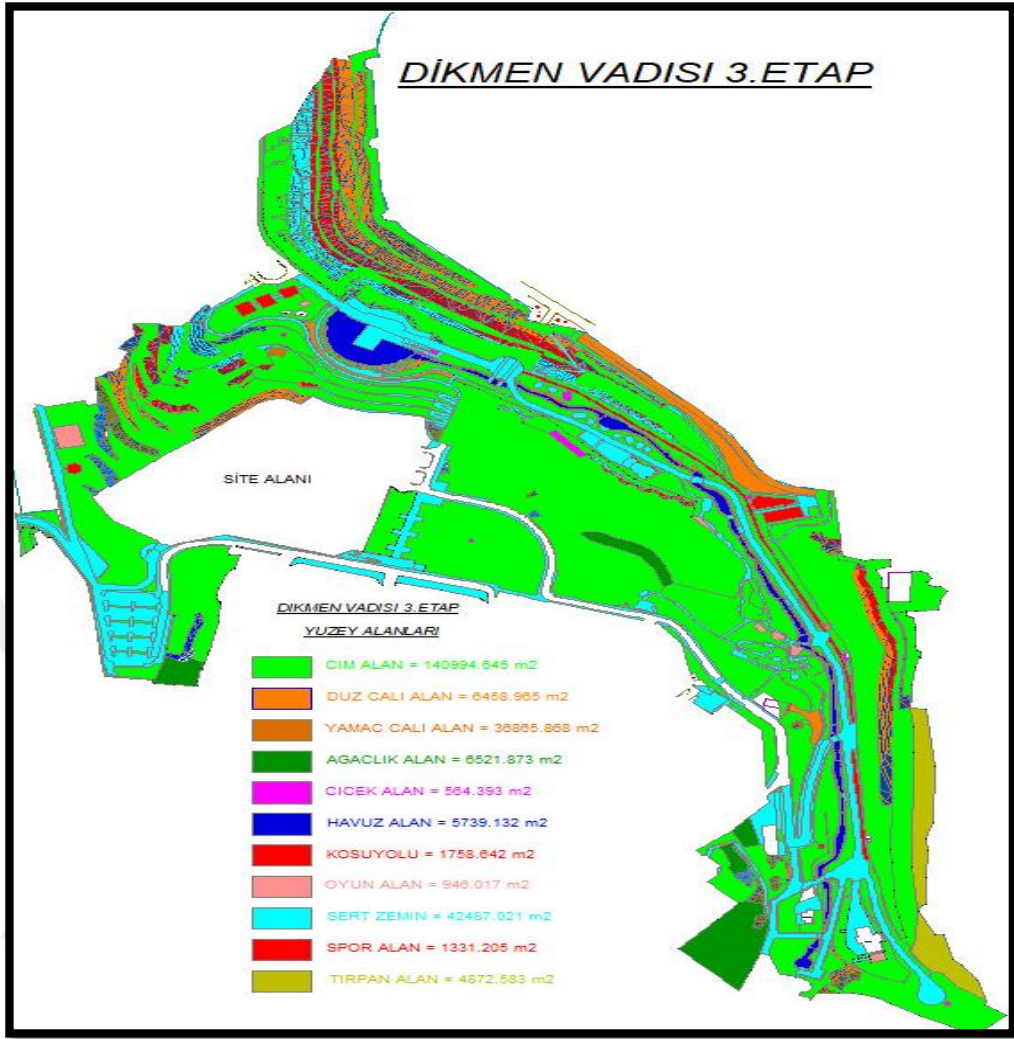 DİKMEN VADISI 3.ETAP
SİTE ALANI
DIKMEN VADISI 3.ETAP
YUZEY ALANLARI
CIM ALAN = 140994.645 m2
DUZ CALI ALAN = 6458.965 m2
YAMAC CALI ALAN = 36865.868 m2
AGACLIK ALAN = 6521.873 m2
CICEK ALAN = 564.393 m2
HAVUZ ALAN = 5739.132 m2
KOSUYOLU = 1758.642 m2
OYUN ALAN = 946.017 m2
SERT ZEMIN = 42487.021 m2
SPOR ALAN = 1331.205 m2
TIRPAN ALAN = 4872.583 m2